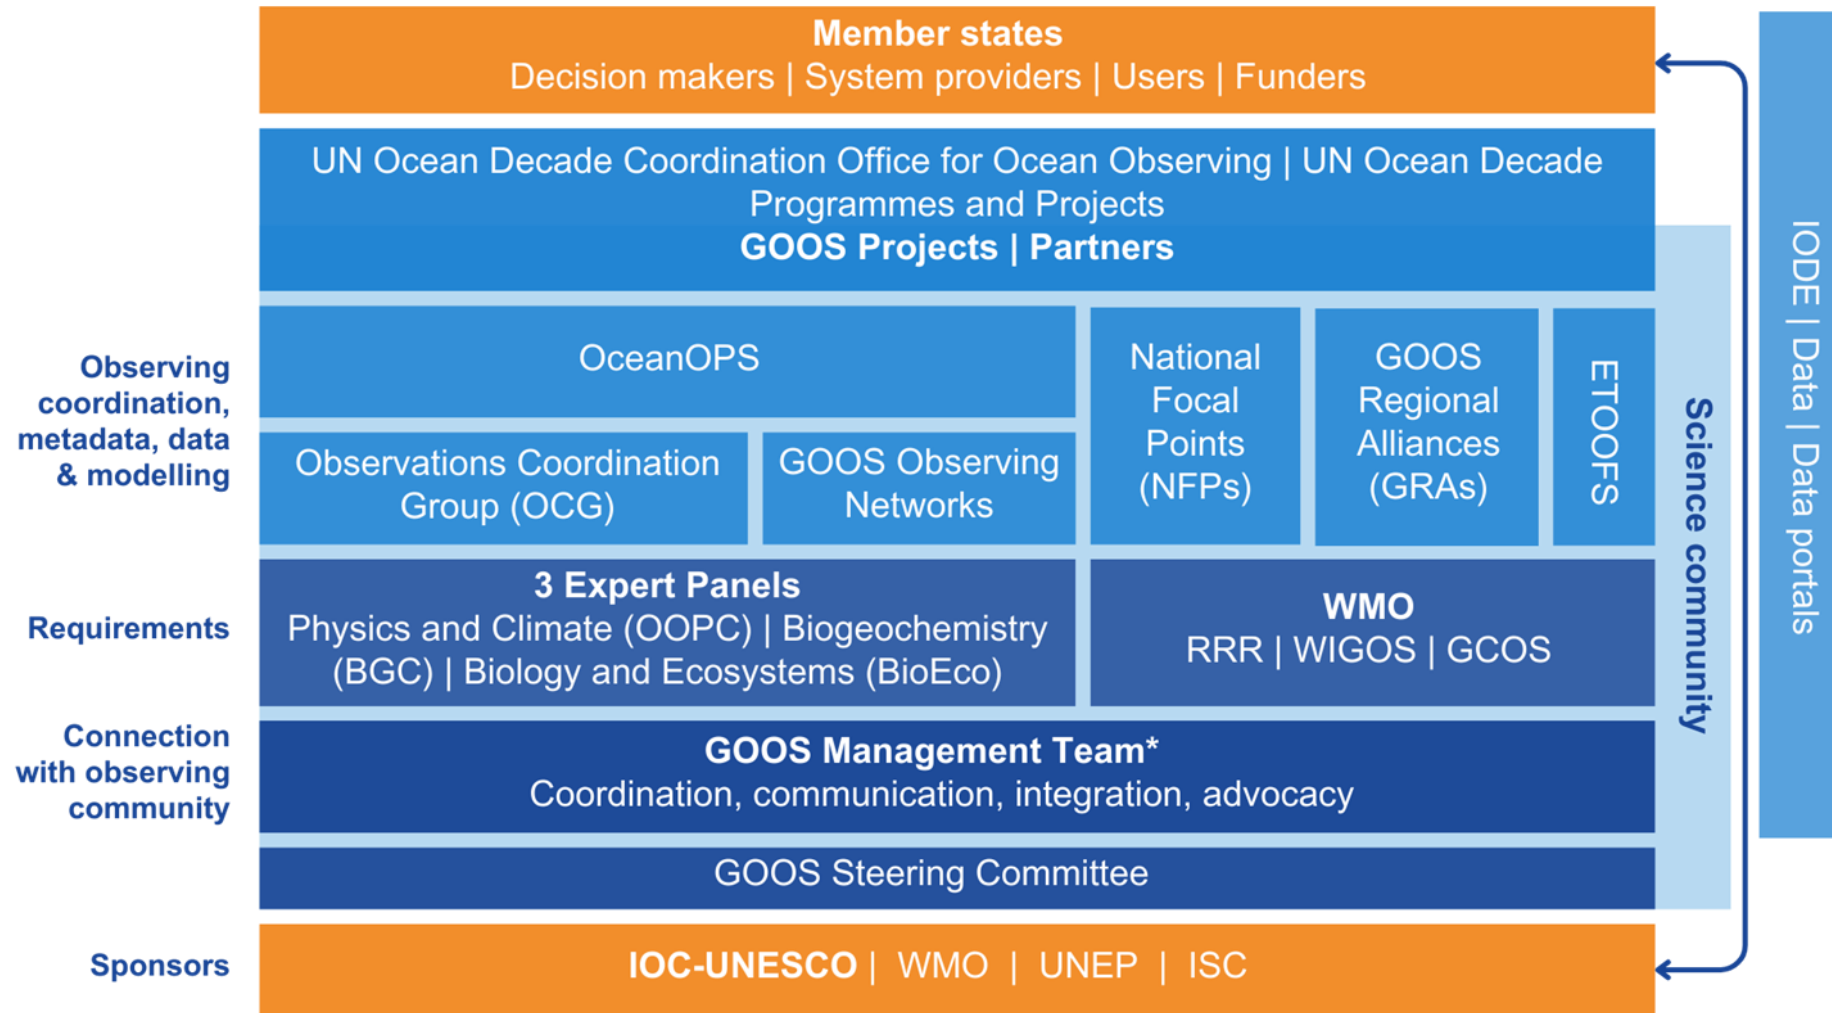 Member states
Decision makers | System providers | Users | Funders
UN Ocean Decade Coordination Office for Ocean Observing | UN Ocean Decade
Programmes and Projects
GOOS Projects | Partners
Observing
coordination,
metadata, data
& modelling
OceanOPS
Observations Coordination
Group (OCG)
GOOS Observing
Networks
National
Focal
Points
(NFPs)
GOOS
Regional
Alliances
(GRAs)
ETOOFS
Requirements
3 Expert Panels
Physics and Climate (OOPC) | Biogeochemistry
(BGC) | Biology and Ecosystems (BioEco)
WMO
RRR | WIGOS | GCOS
Connection
with observing
community
GOOS Management Team*
Coordination, communication, integration, advocacy
GOOS Steering Committee
Sponsors
IOC-UNESCO | WMO | UNEP | ISC
Science community
IODE | Data | Data portals